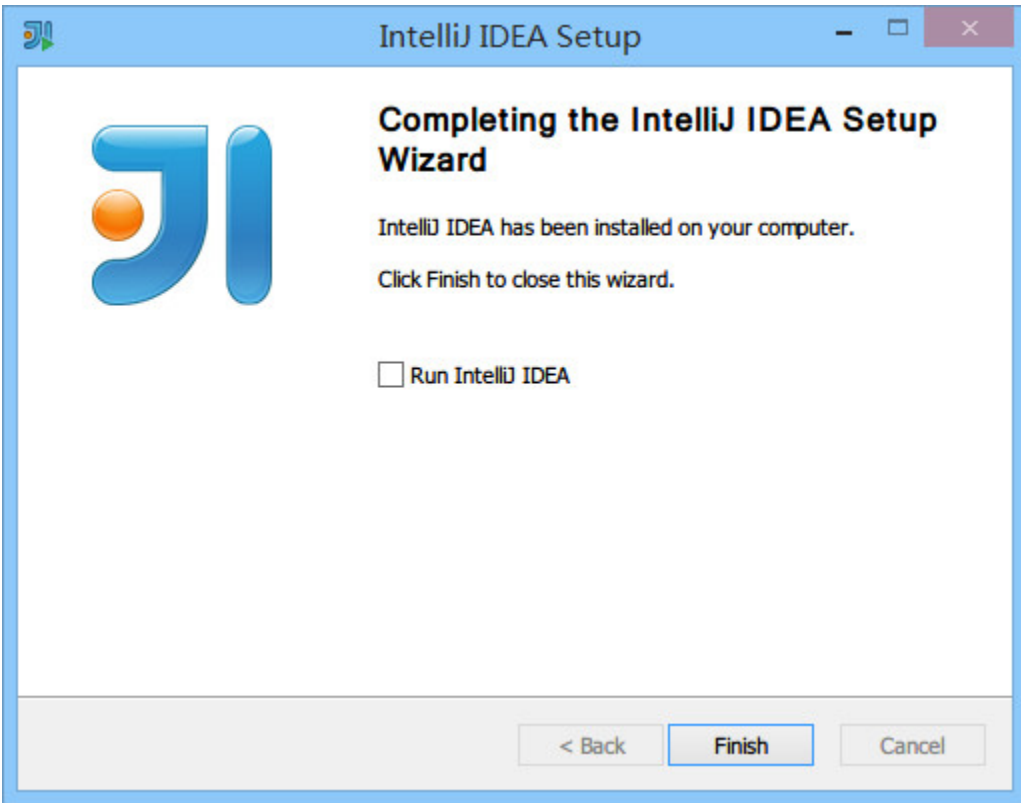 IntelliJ IDEA Setup
Completing the IntelliJ IDEA Setup
Wizard
IntelliJ IDEA has been installed on your computer.
Click Finish to close this wizard.
Run IntelliJ IDEA
< Back
Finish
Cancel